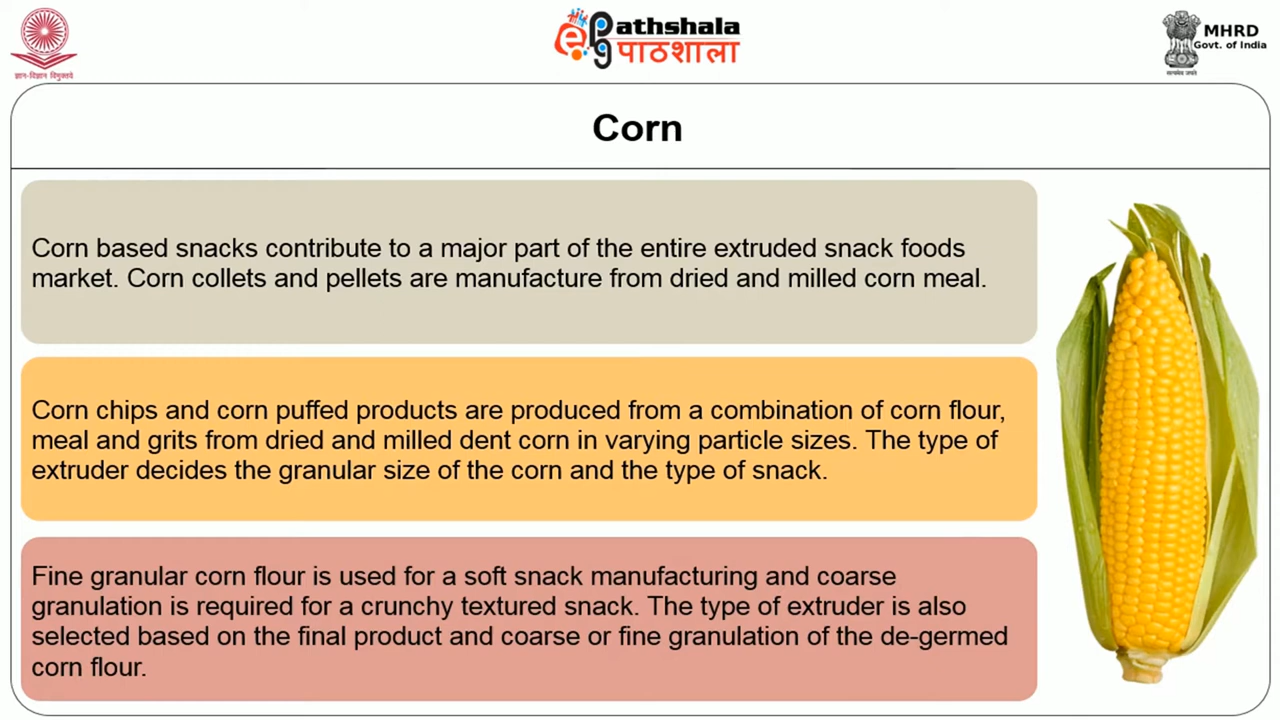 ज्ञान-विज्ञान विमुक्तये
Pathshala
पाठशाला
MHRD
Govt. of India
सत्यमेव जयते
Corn
Corn based snacks contribute to a major part of the entire extruded snack foods
market. Corn collets and pellets are manufacture from dried and milled corn meal.
Corn chips and corn puffed products are produced from a combination of corn flour,
meal and grits from dried and milled dent corn in varying particle sizes. The type of
extruder decides the granular size of the corn and the type of snack.
Fine granular corn flour is used for a soft snack manufacturing and coarse
granulation is required for a crunchy textured snack. The type of extruder is also
selected based on the final product and coarse or fine granulation of the de-germed
corn flour.